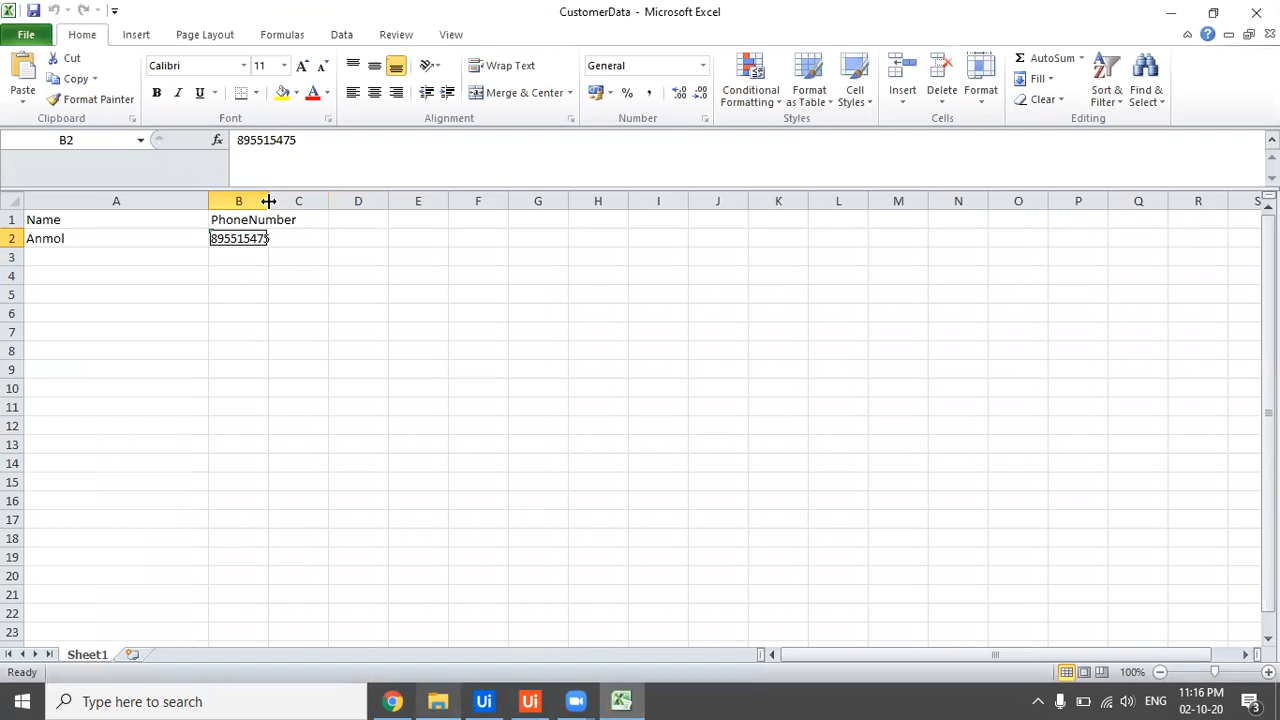 CustomerData - Microsoft Excel
File Home Insert Page Layout Formulas Data Review View
Paste
Cut
Copy
Format Painter
Clipboard
Calibri 11 A A
B I U A
Font
Wrap Text
Merge & Center
Alignment
General
% ,
Number
Conditional Formatting
Format as Table
Cell Styles
Styles
Insert Delete Format
Cells
AutoSum
Fill
Clear
Sort & Filter
Find & Select
Editing
B2 fx 895515475
A B C D E F G H I J K L M N O P Q R S
1 Name PhoneNumber
2 Anmol 895515475
3
4
5
6
7
8
9
10
11
12
13
14
15
16
17
18
19
20
21
22
23
Sheet1
Ready 100%
Type here to search
Ui Ui
ENG
11:16 PM
02-10-20
3